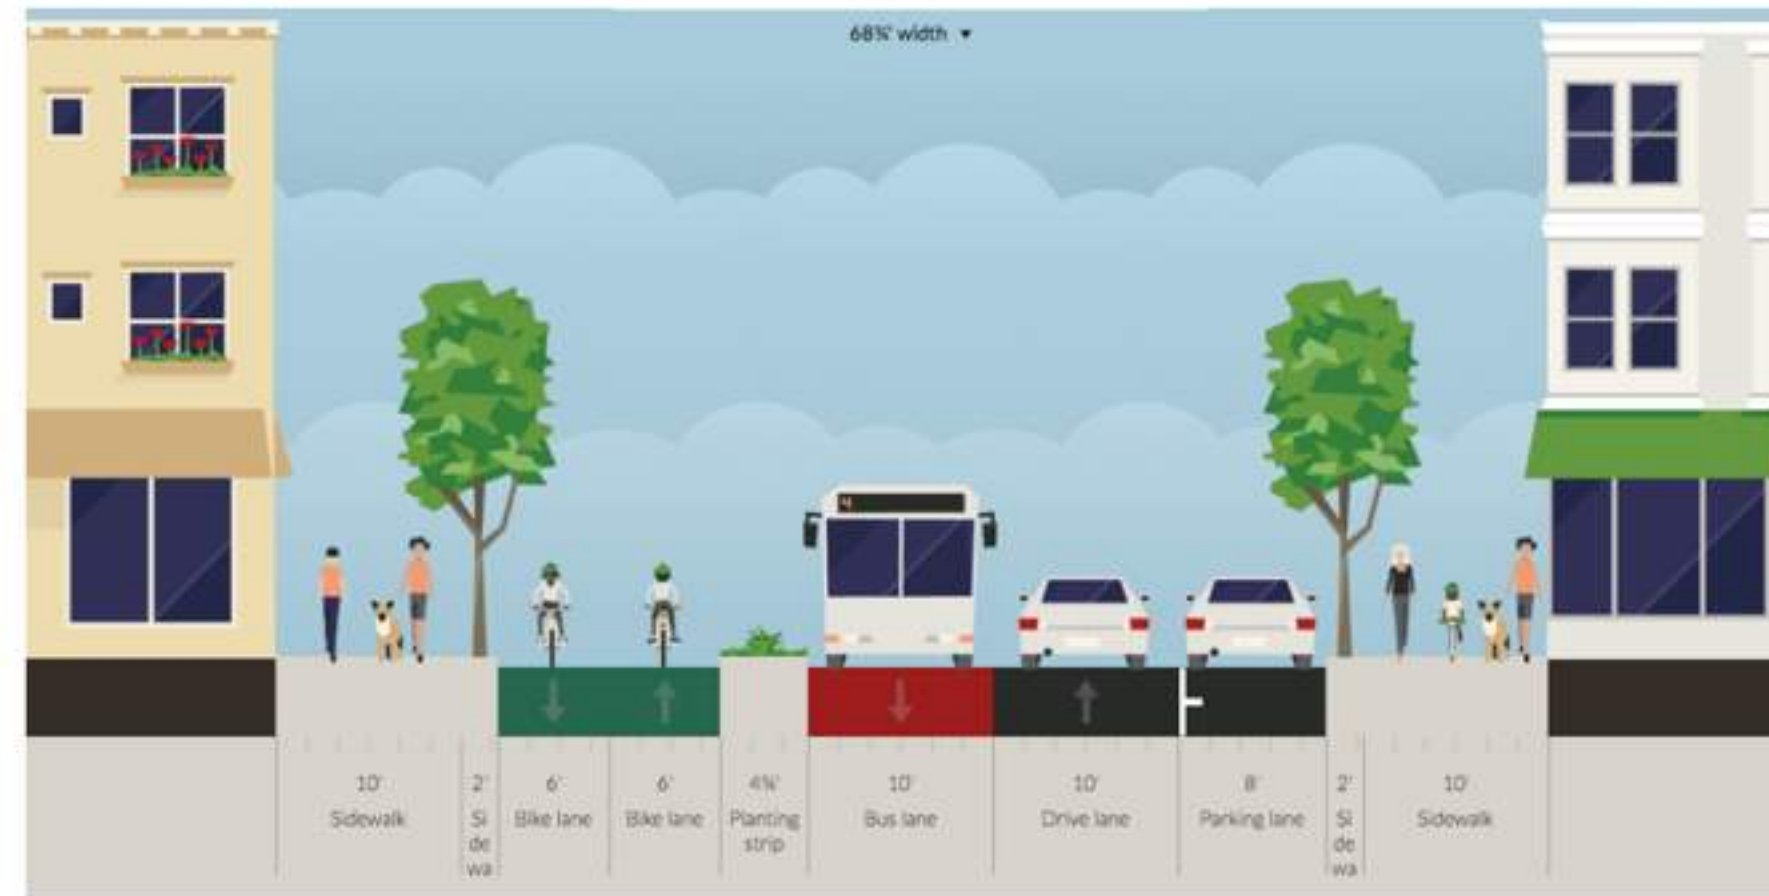 68¾' width ▼
10'
Sidewalk
2'
Si
de
wa
6'
Bike lane
6'
Bike lane
4¾'
Planting
strip
10'
Bus lane
10'
Drive lane
8'
Parking lane
2'
Si
de
wa
10'
Sidewalk